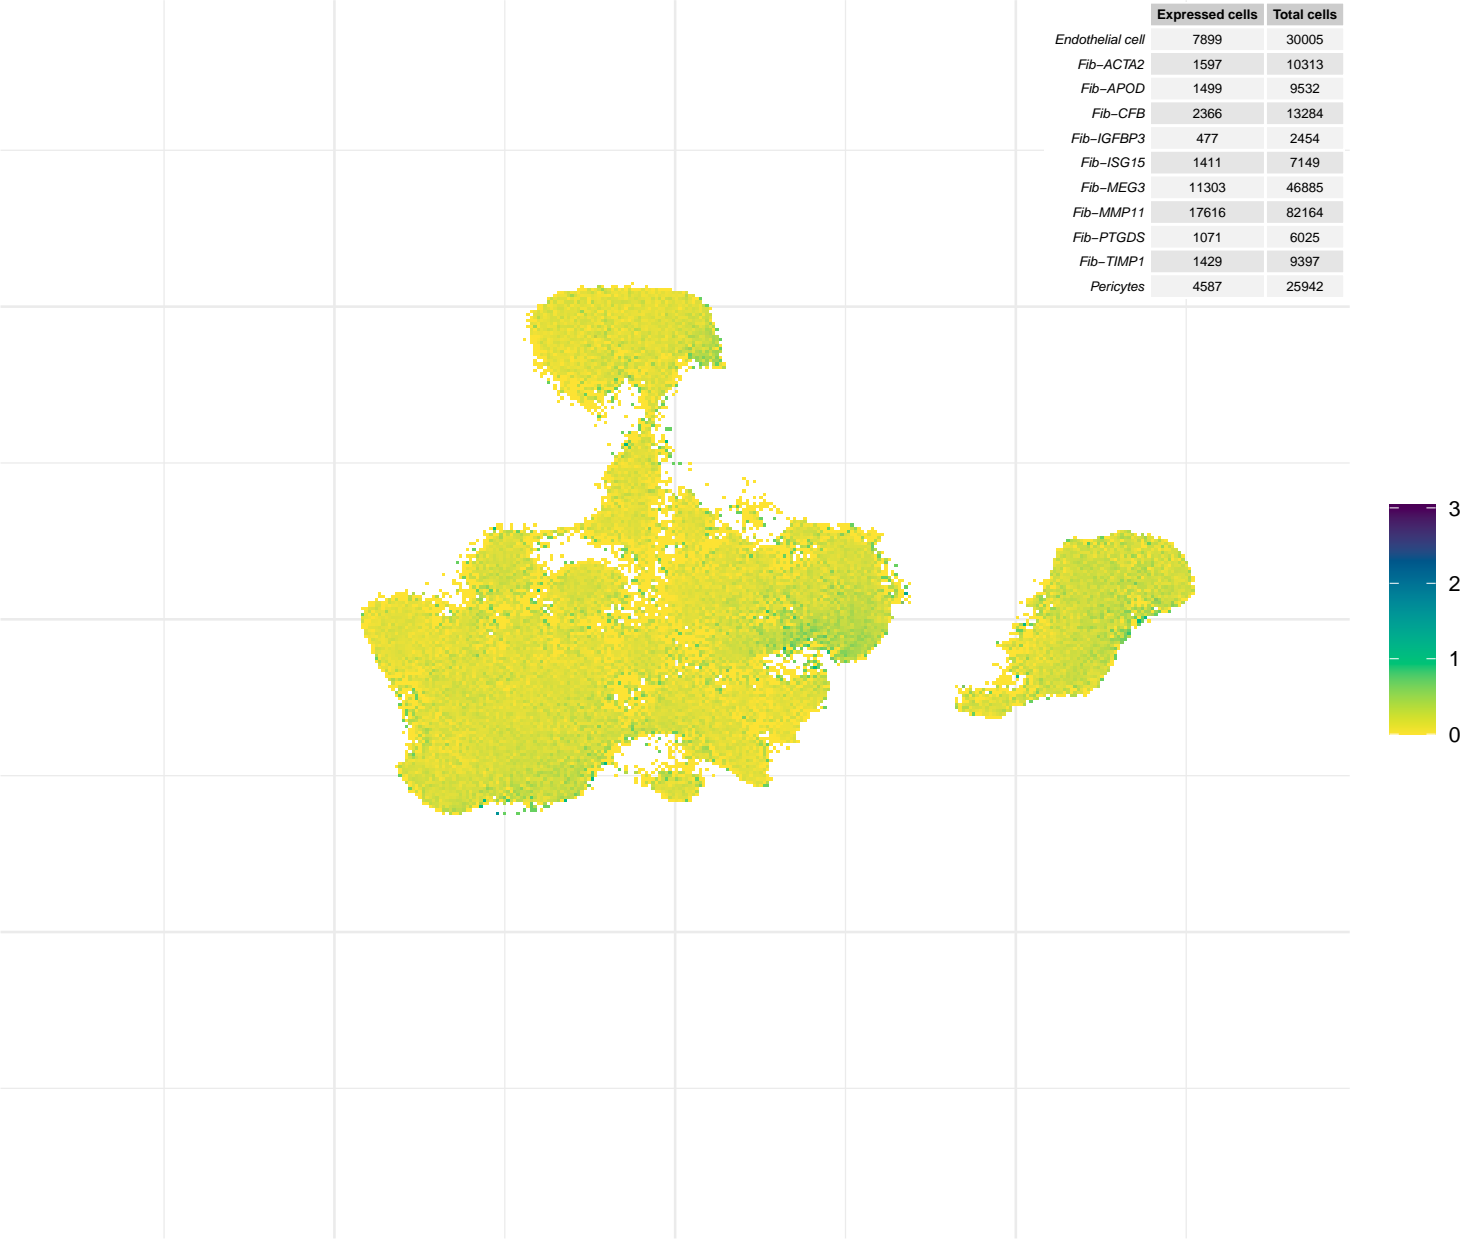 Expressed cells Total cells
Endothelial cell 7899 30005
Fib−ACTA2 1597 10313
Fib−APOD 1499 9532
Fib−CFB 2366 13284
Fib−IGFBP3 477 2454
Fib−ISG15 1411 7149
Fib−MEG3 11303 46885
Fib−MMP11 17616 82164
Fib−PTGDS 1071 6025
Fib−TIMP1 1429 9397
Pericytes 4587 25942
3
2
1
0